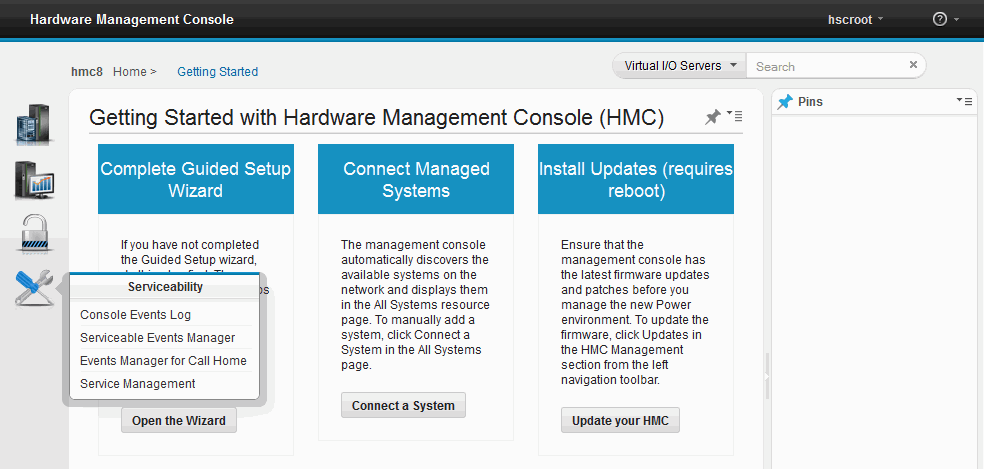 Hardware Management Console
hscroot
?
hmc8 Home > Getting Started
Virtual I/O Servers
Search
Getting Started with Hardware Management Console (HMC)
Pins
Complete Guided Setup
Wizard
If you have not completed
the Guided Setup wizard,
Serviceability
Console Events Log
Serviceable Events Manager
Events Manager for Call Home
Service Management
Open the Wizard
Connect Managed
Systems
The management console
automatically discovers the
available systems on the
network and displays them
in the All Systems resource
page. To manually add a
system, click Connect a
System in the All Systems
page.
Connect a System
Install Updates (requires
reboot)
Ensure that the
management console has
the latest firmware updates
and patches before you
manage the new Power
environment. To update the
firmware, click Updates in
the HMC Management
section from the left
navigation toolbar.
Update your HMC